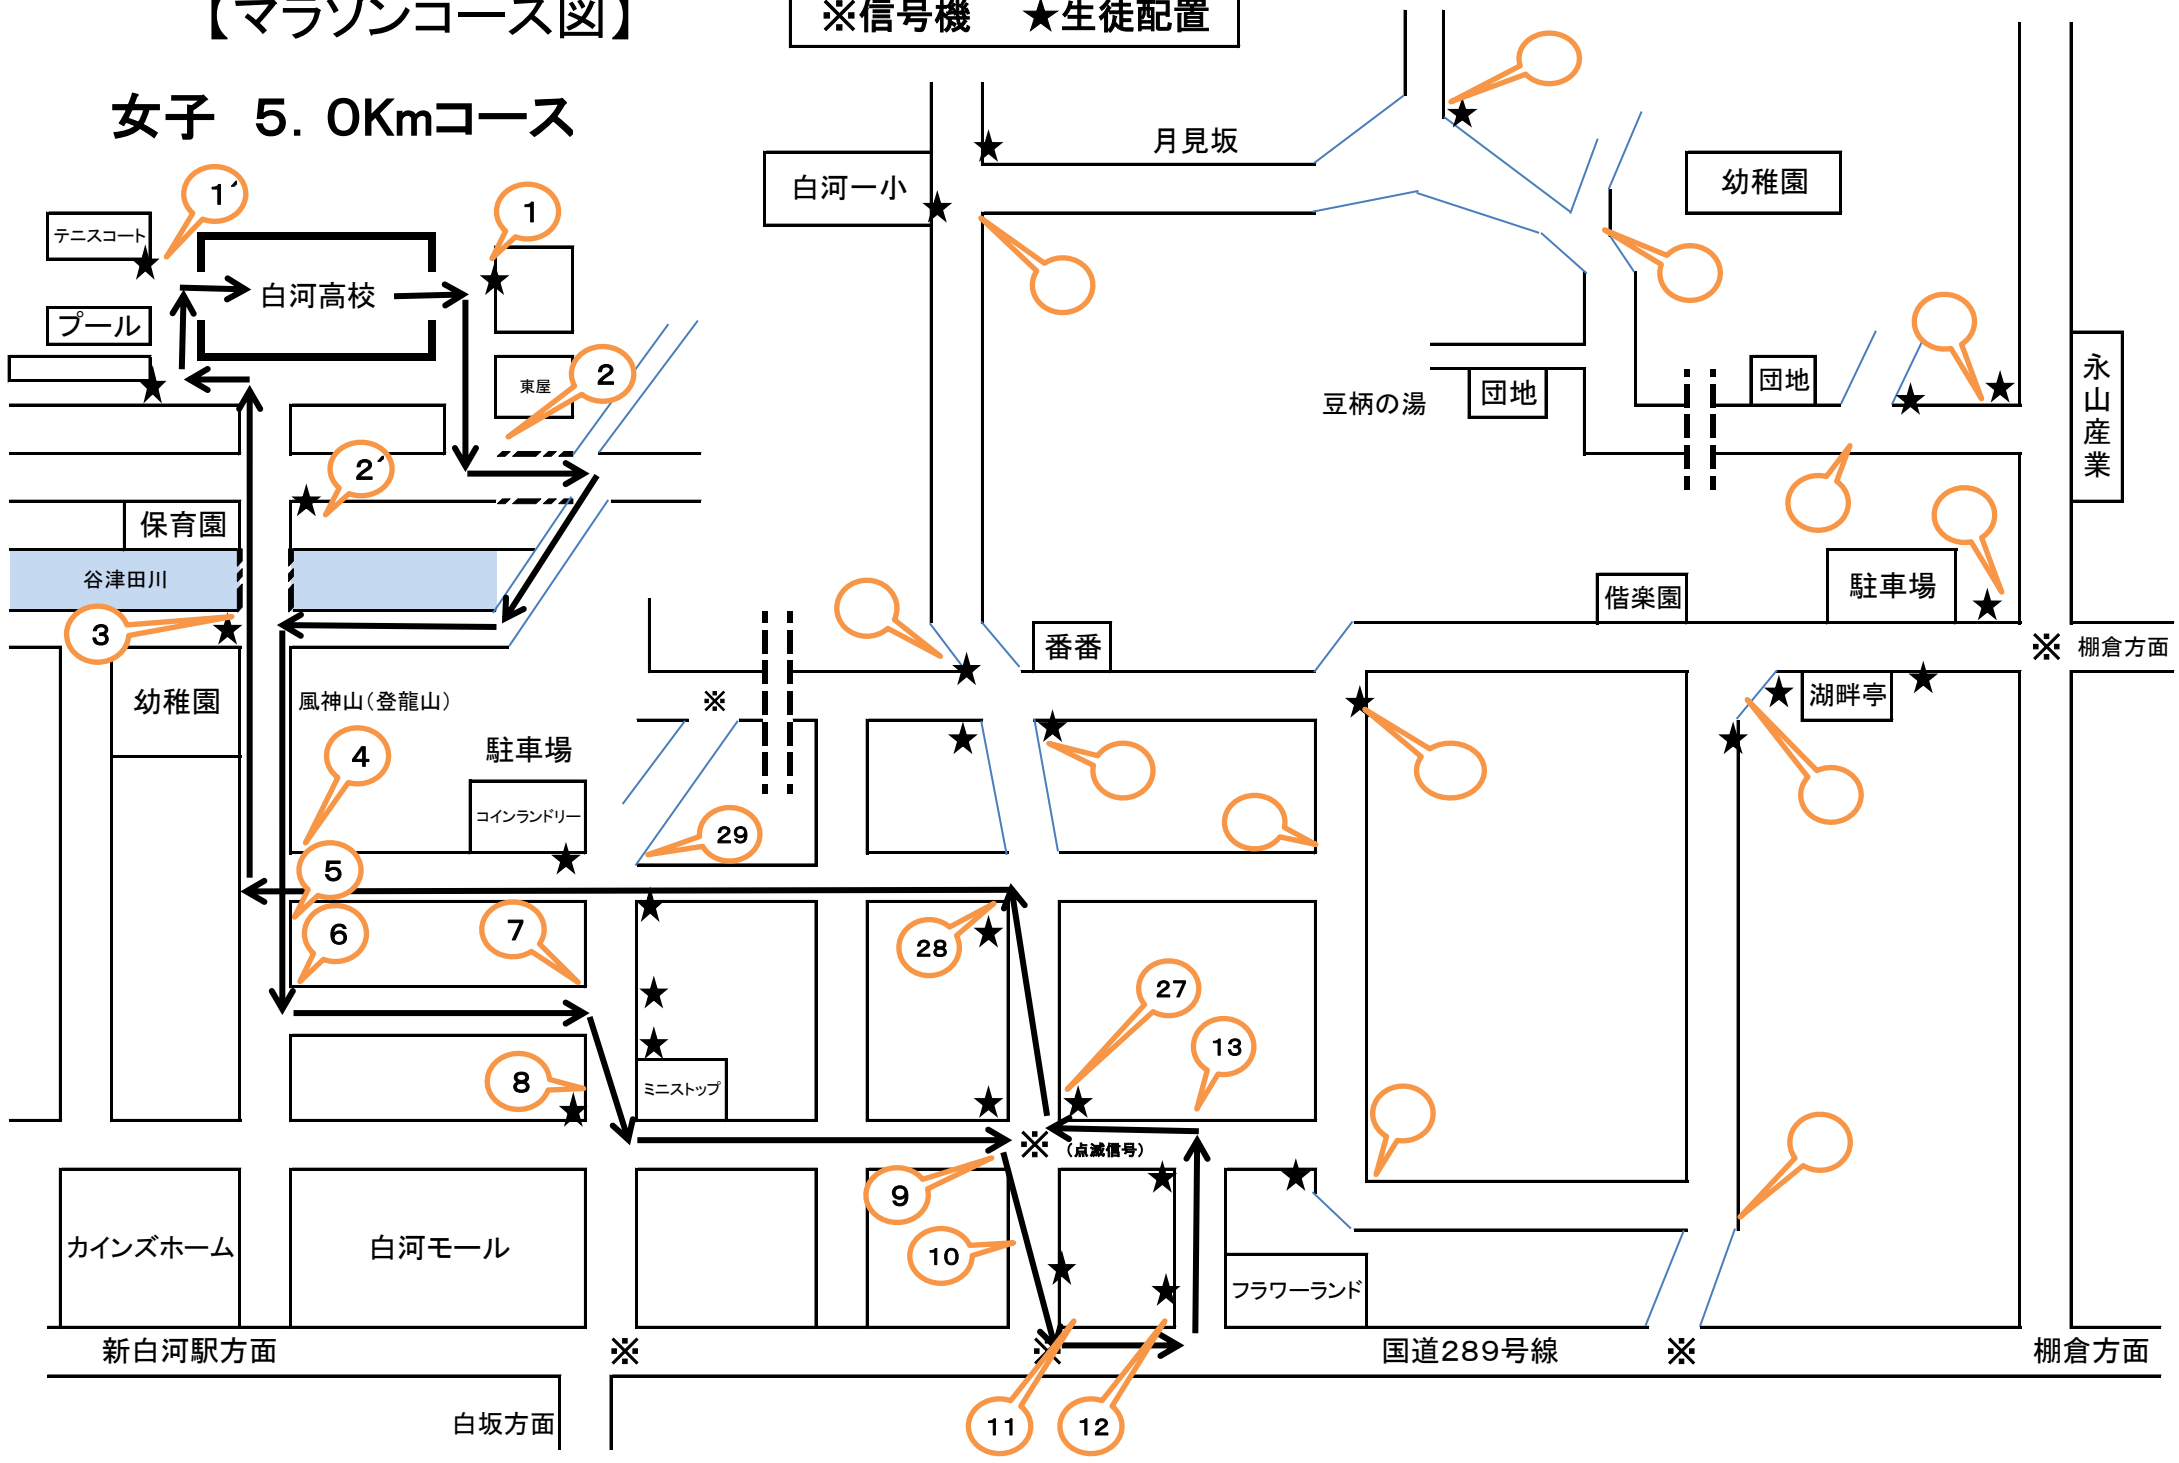 【マラソンコース図】
※信号機　★生徒配置
女子　５．０Ｋｍコース
月見坂
白河一小
幼稚園
1´
1
テニスコート
白河高校
プール
東屋
2
団地
永山産業
団地
豆柄の湯
2´
保育園
谷津田川
3
偕楽園
駐車場
番番
※
棚倉方面
幼稚園
風神山（登龍山）
※
湖畔亭
4
駐車場
コインランドリー
29
5
6
7
28
27
13
8
ミニストップ
※
（点滅信号）
9
10
カインズホーム
白河モール
フラワーランド
新白河駅方面
※
※
国道289号線
※
棚倉方面
白坂方面
11
12